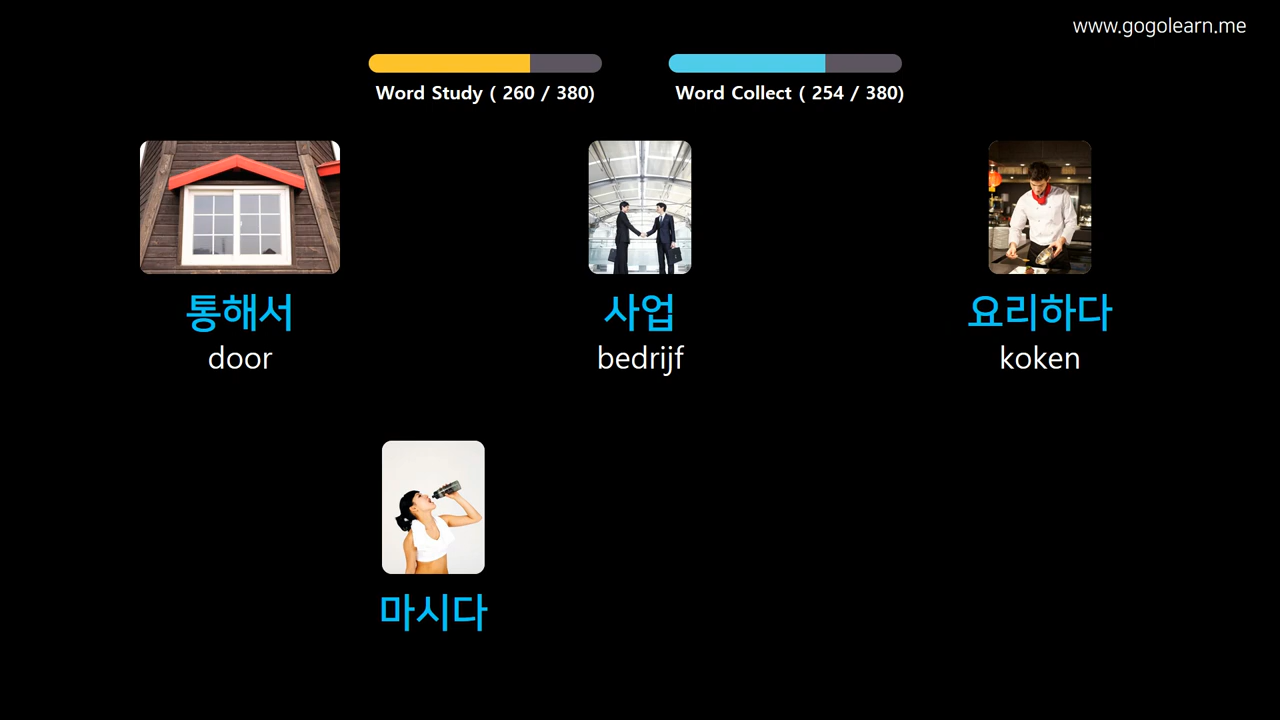 www.gogolearn.me
Word Study ( 260 / 380)
Word Collect ( 254 / 380)
통해서
door
사업
bedrijf
요리하다
koken
마시다